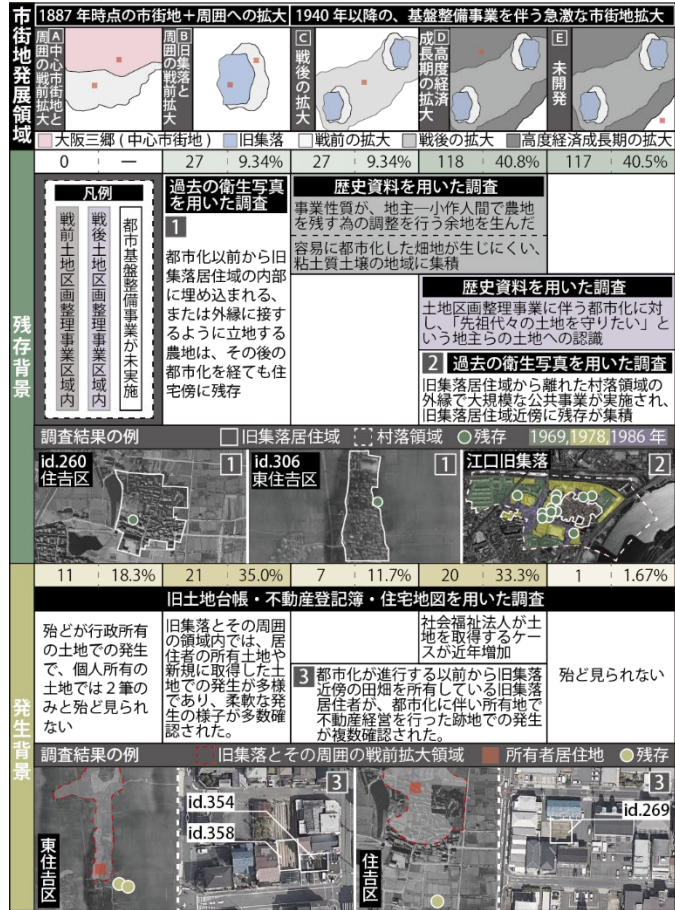 市街地発展領域
1887年時点の市街地＋周囲への拡大
1940年以降の、基盤整備事業を伴う急激な市街地拡大
A 中心市街地と
周囲の戦前拡大
B 旧集落と
周囲の戦前拡大
C 戦後の拡大
D 高度経済
成長期の拡大
E 未開発
大阪三郷(中心市街地)
旧集落
戦前の拡大
戦後の拡大
高度経済成長期の拡大
残存背景
0 — 27 9.34% 27 9.34% 118 40.8% 117 40.5%
凡例
都市基盤整備事業が未実施
戦後土地区画整理事業区域内
戦前土地区画整理事業区域内
過去の衛生写真
を用いた調査
1
都市化以前から旧
集落居住域の内部
に埋め込まれる、
または外縁に接す
るように立地する
農地は、その後の
都市化を経ても住
宅傍に残存
歴史資料を用いた調査
事業性質が、地主―小作人間で農地
を残す為の調整を行う余地を生んだ
容易に都市化した畑地が生じにくい、
粘土質土壌の地域に集積
歴史資料を用いた調査
土地区画整理事業に伴う都市化に対
し、「先祖代々の土地を守りたい」と
いう地主らの土地への認識
2 過去の衛生写真を用いた調査
旧集落居住域から離れた村落領域の
外縁で大規模な公共事業が実施され、
旧集落居住域近傍に残存が集積
調査結果の例
旧集落居住域
村落領域
残存
1969,1978,1986年
id.260
住吉区
1
id.306
東住吉区
1
江口旧集落
2
発生背景
11 18.3% 21 35.0% 7 11.7% 20 33.3% 1 1.67%
旧土地台帳・不動産登記簿・住宅地図を用いた調査
殆どが行政所有
の土地での発生
で、個人所有の
土地では２筆の
みと殆ど見られ
ない
旧集落とその周囲
の領域内では、居
住者の所有土地や
新規に取得した土
地での発生が多様
であり、柔軟な発
生の様子が多数確
認された。
社会福祉法人が土
地を取得するケー
スが近年増加
3 都市化が進行する以前から旧集落
近傍の田畑を所有している旧集落
居住者が、都市化に伴い所有地で
不動産経営を行った跡地での発生
が複数確認された。
殆ど見られない
調査結果の例
旧集落とその周囲の戦前拡大領域
所有者居住地
残存
東住吉区
3
id.354
id.358
住吉区
3
id.269